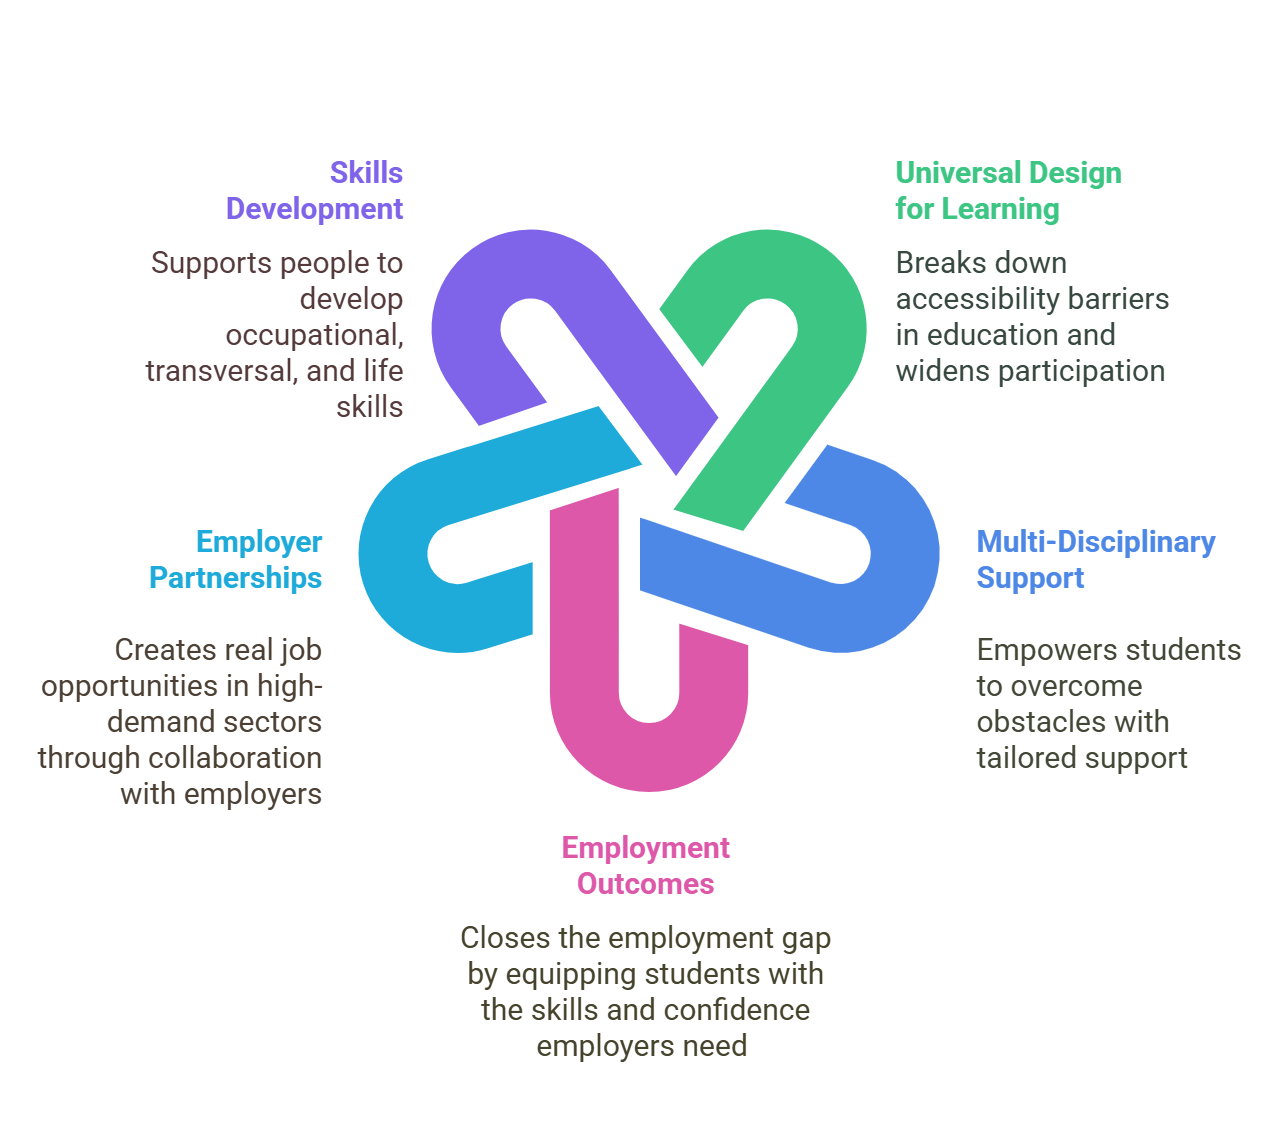 Skills
Development
Supports people to
develop
occupational,
transversal, and life
skills
Universal Design
for Learning
Breaks down
accessibility barriers
in education and
widens participation
Employer
Partnerships
Creates real job
opportunities in high-
demand sectors
through collaboration
with employers
Multi-Disciplinary
Support
Empowers students
to overcome
obstacles with
tailored support
Employment
Outcomes
Closes the employment gap
by equipping students with
the skills and confidence
employers need